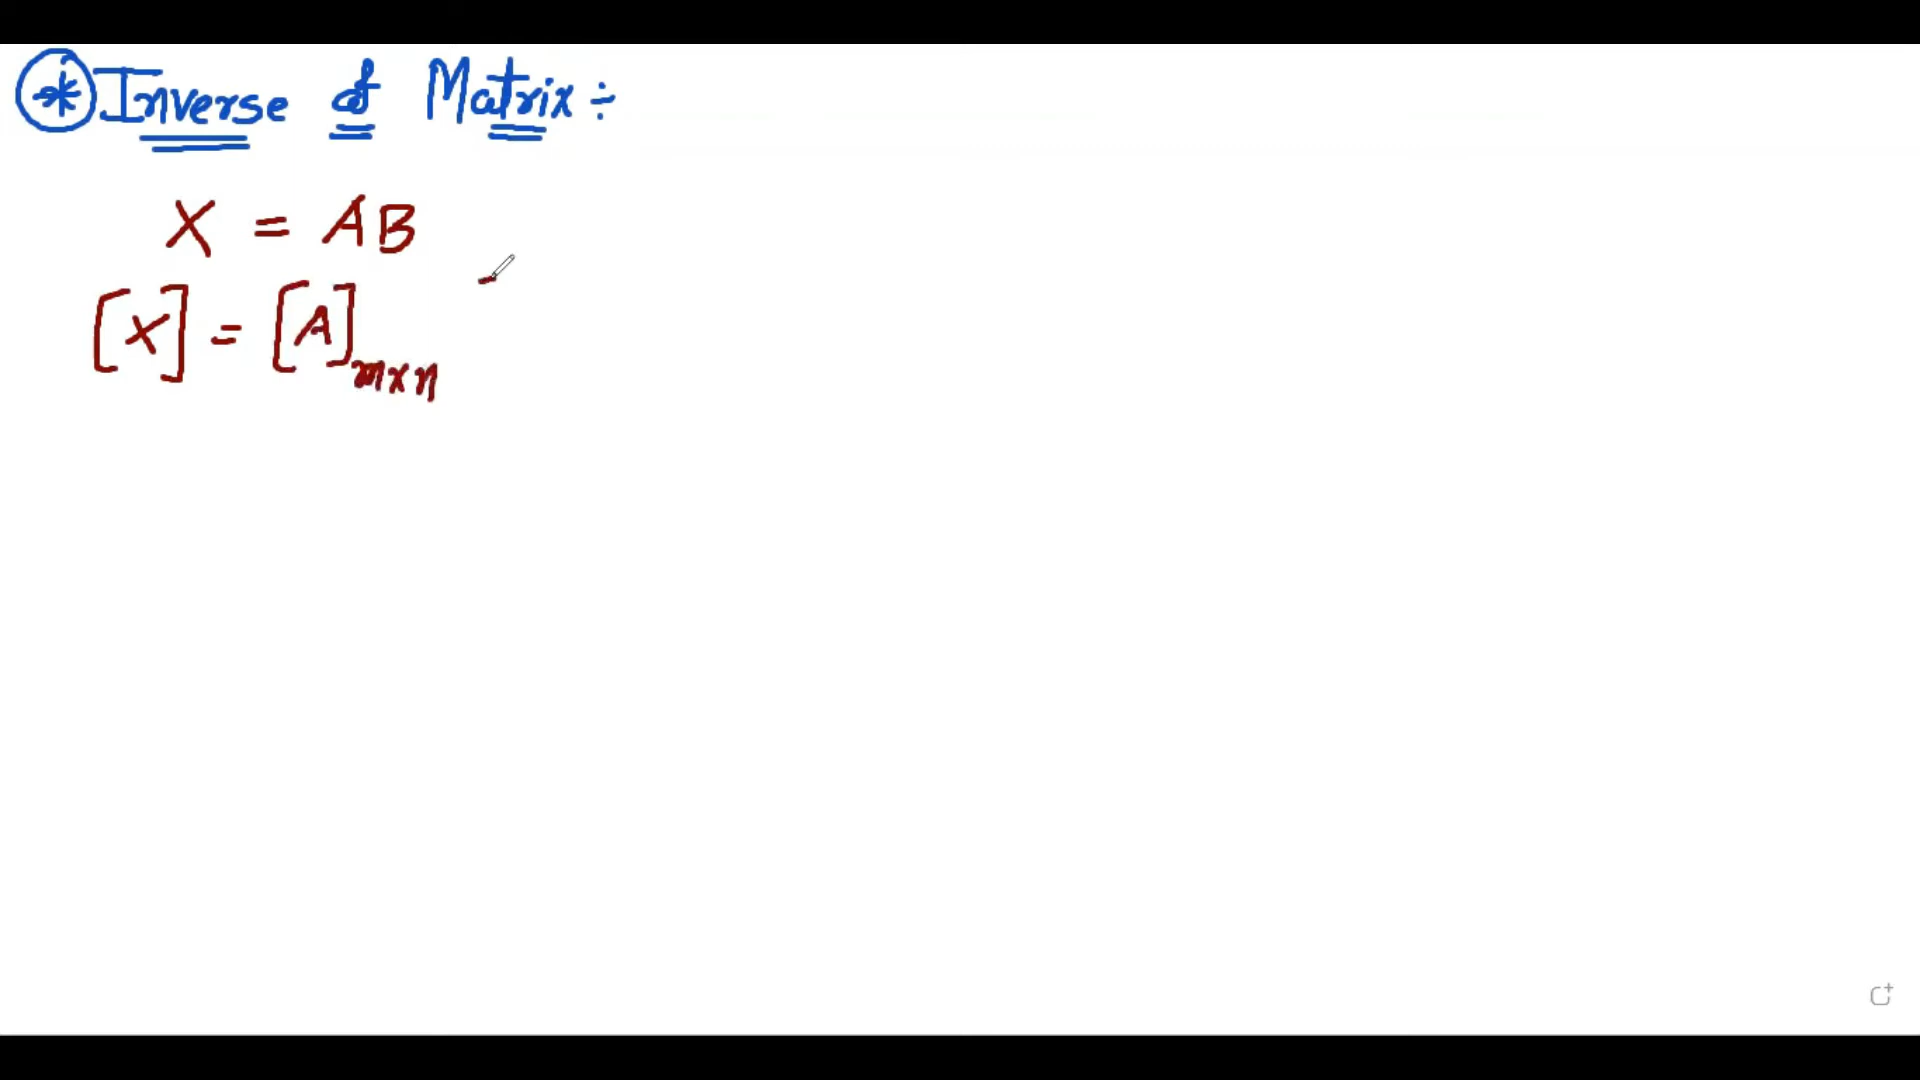 * Inverse of Matrix ÷
X = AB
[X] = [A]m×n